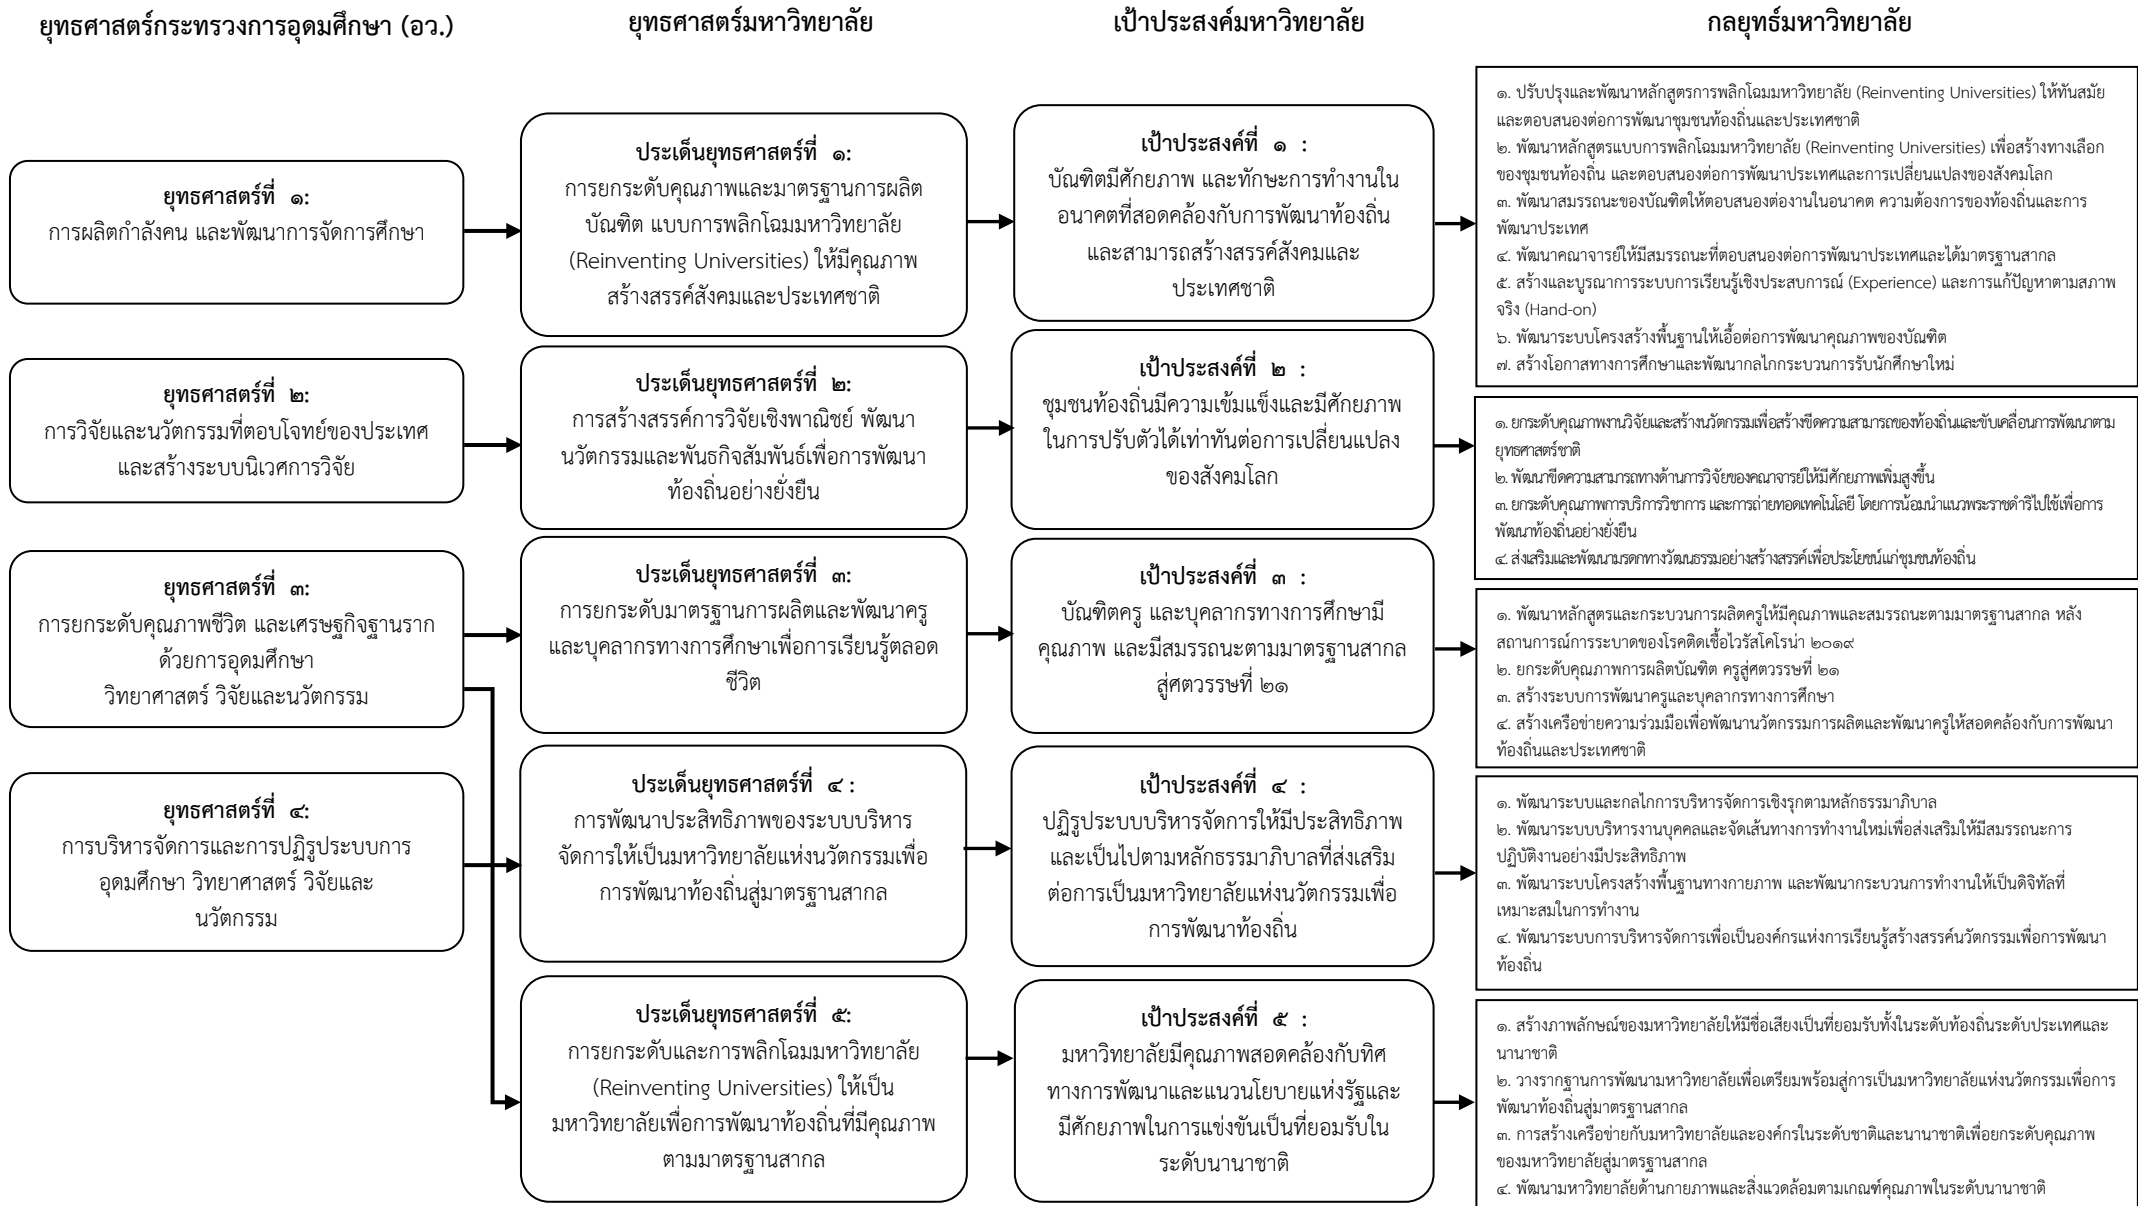 ยุทธศาสตร์กระทรวงการอุดมศึกษา (อว.)
ยุทธศาสตร์มหาวิทยาลัย
เป้าประสงค์มหาวิทยาลัย
กลยุทธ์มหาวิทยาลัย
ยุทธศาสตร์ที่ ๑:
การผลิตกำลังคน และพัฒนาการจัดการศึกษา
ประเด็นยุทธศาสตร์ที่ ๑:
การยกระดับคุณภาพและมาตรฐานการผลิต
บัณฑิต แบบการพลิกโฉมมหาวิทยาลัย
(Reinventing Universities) ให้มีคุณภาพ
สร้างสรรค์สังคมและประเทศชาติ
เป้าประสงค์ที่ ๑ :
บัณฑิตมีศักยภาพ และทักษะการทำงานใน
อนาคตที่สอดคล้องกับการพัฒนาท้องถิ่น
และสามารถสร้างสรรค์สังคมและ
ประเทศชาติ
๑. ปรับปรุงและพัฒนาหลักสูตรการพลิกโฉมมหาวิทยาลัย (Reinventing Universities) ให้ทันสมัย
และตอบสนองต่อการพัฒนาชุมชนท้องถิ่นและประเทศชาติ
๒. พัฒนาหลักสูตรแบบการพลิกโฉมมหาวิทยาลัย (Reinventing Universities) เพื่อสร้างทางเลือก
ของชุมชนท้องถิ่น และตอบสนองต่อการพัฒนาประเทศและการเปลี่ยนแปลงของสังคมโลก
๓. พัฒนาสมรรถนะของบัณฑิตให้ตอบสนองต่องานในอนาคต ความต้องการของท้องถิ่นและการ
พัฒนาประเทศ
๔. พัฒนาคณาจารย์ให้มีสมรรถนะที่ตอบสนองต่อการพัฒนาประเทศและได้มาตรฐานสากล
๕. สร้างและบูรณาการระบบการเรียนรู้เชิงประสบการณ์ (Experience) และการแก้ปัญหาตามสภาพ
จริง (Hand-on)
๖. พัฒนาระบบโครงสร้างพื้นฐานให้เอื้อต่อการพัฒนาคุณภาพของบัณฑิต
๗. สร้างโอกาสทางการศึกษาและพัฒนากลไกกระบวนการรับนักศึกษาใหม่
ยุทธศาสตร์ที่ ๒:
การวิจัยและนวัตกรรมที่ตอบโจทย์ของประเทศ
และสร้างระบบนิเวศการวิจัย
ประเด็นยุทธศาสตร์ที่ ๒:
การสร้างสรรค์การวิจัยเชิงพาณิชย์ พัฒนา
นวัตกรรมและพันธกิจสัมพันธ์เพื่อการพัฒนา
ท้องถิ่นอย่างยั่งยืน
เป้าประสงค์ที่ ๒ :
ชุมชนท้องถิ่นมีความเข้มแข็งและมีศักยภาพ
ในการปรับตัวได้เท่าทันต่อการเปลี่ยนแปลง
ของสังคมโลก
๑. ยกระดับคุณภาพงานวิจัยและสร้างนวัตกรรมเพื่อสร้างขีดความสามารถของท้องถิ่นและขับเคลื่อนการพัฒนาตาม
ยุทธศาสตร์ชาติ
๒. พัฒนาขีดความสามารถทางด้านการวิจัยของคณาจารย์ให้มีศักยภาพเพิ่มสูงขึ้น
๓. ยกระดับคุณภาพการบริการวิชาการ และการถ่ายทอดเทคโนโลยี โดยการน้อมนำแนวพระราชดำริไปใช้เพื่อการ
พัฒนาท้องถิ่นอย่างยั่งยืน
๔. ส่งเสริมและพัฒนามรดกทางวัฒนธรรมอย่างสร้างสรรค์เพื่อประโยชน์แก่ชุมชนท้องถิ่น
ยุทธศาสตร์ที่ ๓:
การยกระดับคุณภาพชีวิต และเศรษฐกิจฐานราก
ด้วยการอุดมศึกษา
วิทยาศาสตร์ วิจัยและนวัตกรรม
ประเด็นยุทธศาสตร์ที่ ๓:
การยกระดับมาตรฐานการผลิตและพัฒนาครู
และบุคลากรทางการศึกษาเพื่อการเรียนรู้ตลอด
ชีวิต
เป้าประสงค์ที่ ๓ :
บัณฑิตครู และบุคลากรทางการศึกษามี
คุณภาพ และมีสมรรถนะตามมาตรฐานสากล
สู่ศตวรรษที่ ๒๑
๑. พัฒนาหลักสูตรและกระบวนการผลิตครูให้มีคุณภาพและสมรรถนะตามมาตรฐานสากล หลัง
สถานการณ์การระบาดของโรคติดเชื้อไวรัสโคโรน่า ๒๐๑๙
๒. ยกระดับคุณภาพการผลิตบัณฑิต ครูสู่ศตวรรษที่ ๒๑
๓. สร้างระบบการพัฒนาครูและบุคลากรทางการศึกษา
๔. สร้างเครือข่ายความร่วมมือเพื่อพัฒนานวัตกรรมการผลิตและพัฒนาครูให้สอดคล้องกับการพัฒนา
ท้องถิ่นและประเทศชาติ
ยุทธศาสตร์ที่ ๔:
การบริหารจัดการและการปฏิรูประบบการ
อุดมศึกษา วิทยาศาสตร์ วิจัยและ
นวัตกรรม
ประเด็นยุทธศาสตร์ที่ ๔ :
การพัฒนาประสิทธิภาพของระบบบริหาร
จัดการให้เป็นมหาวิทยาลัยแห่งนวัตกรรมเพื่อ
การพัฒนาท้องถิ่นสู่มาตรฐานสากล
เป้าประสงค์ที่ ๔ :
ปฏิรูประบบบริหารจัดการให้มีประสิทธิภาพ
และเป็นไปตามหลักธรรมาภิบาลที่ส่งเสริม
ต่อการเป็นมหาวิทยาลัยแห่งนวัตกรรมเพื่อ
การพัฒนาท้องถิ่น
๑. พัฒนาระบบและกลไกการบริหารจัดการเชิงรุกตามหลักธรรมาภิบาล
๒. พัฒนาระบบบริหารงานบุคคลและจัดเส้นทางการทำงานใหม่เพื่อส่งเสริมให้มีสมรรถนะการ
ปฏิบัติงานอย่างมีประสิทธิภาพ
๓. พัฒนาระบบโครงสร้างพื้นฐานทางกายภาพ และพัฒนากระบวนการทำงานให้เป็นดิจิทัลที่
เหมาะสมในการทำงาน
๔. พัฒนาระบบการบริหารจัดการเพื่อเป็นองค์กรแห่งการเรียนรู้สร้างสรรค์นวัตกรรมเพื่อการพัฒนา
ท้องถิ่น
ประเด็นยุทธศาสตร์ที่ ๕:
การยกระดับและการพลิกโฉมมหาวิทยาลัย
(Reinventing Universities) ให้เป็น
มหาวิทยาลัยเพื่อการพัฒนาท้องถิ่นที่มีคุณภาพ
ตามมาตรฐานสากล
เป้าประสงค์ที่ ๕ :
มหาวิทยาลัยมีคุณภาพสอดคล้องกับทิศ
ทางการพัฒนาและแนวนโยบายแห่งรัฐและ
มีศักยภาพในการแข่งขันเป็นที่ยอมรับใน
ระดับนานาชาติ
๑. สร้างภาพลักษณ์ของมหาวิทยาลัยให้มีชื่อเสียงเป็นที่ยอมรับทั้งในระดับท้องถิ่นระดับประเทศและ
นานาชาติ
๒. วางรากฐานการพัฒนามหาวิทยาลัยเพื่อเตรียมพร้อมสู่การเป็นมหาวิทยาลัยแห่งนวัตกรรมเพื่อการ
พัฒนาท้องถิ่นสู่มาตรฐานสากล
๓. การสร้างเครือข่ายกับมหาวิทยาลัยและองค์กรในระดับชาติและนานาชาติเพื่อยกระดับคุณภาพ
ของมหาวิทยาลัยสู่มาตรฐานสากล
๔. พัฒนามหาวิทยาลัยด้านกายภาพและสิ่งแวดล้อมตามเกณฑ์คุณภาพในระดับนานาชาติ